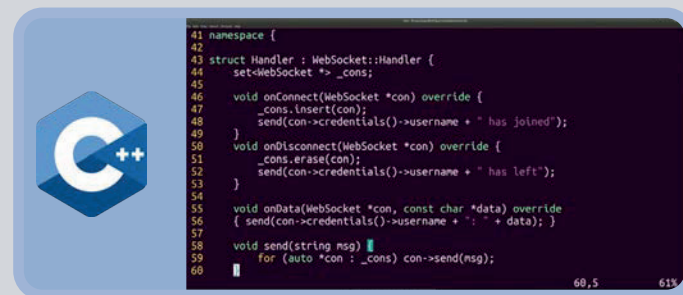 C++
41 namespace {
42
43 struct Handler : WebSocket::Handler {
44     set<WebSocket *> _cons;
45
46     void onConnect(WebSocket *con) override {
47         _cons.insert(con);
48         send(con->credentials()->username + " has joined");
49     }
50     void onDisconnect(WebSocket *con) override {
51         _cons.erase(con);
52         send(con->credentials()->username + " has left");
53     }
54
55     void onData(WebSocket *con, const char *data) override
56     { send(con->credentials()->username + ": " + data); }
57
58     void send(string msg) {
59         for (auto *con : _cons) con->send(msg);
60     }
60,5 61%